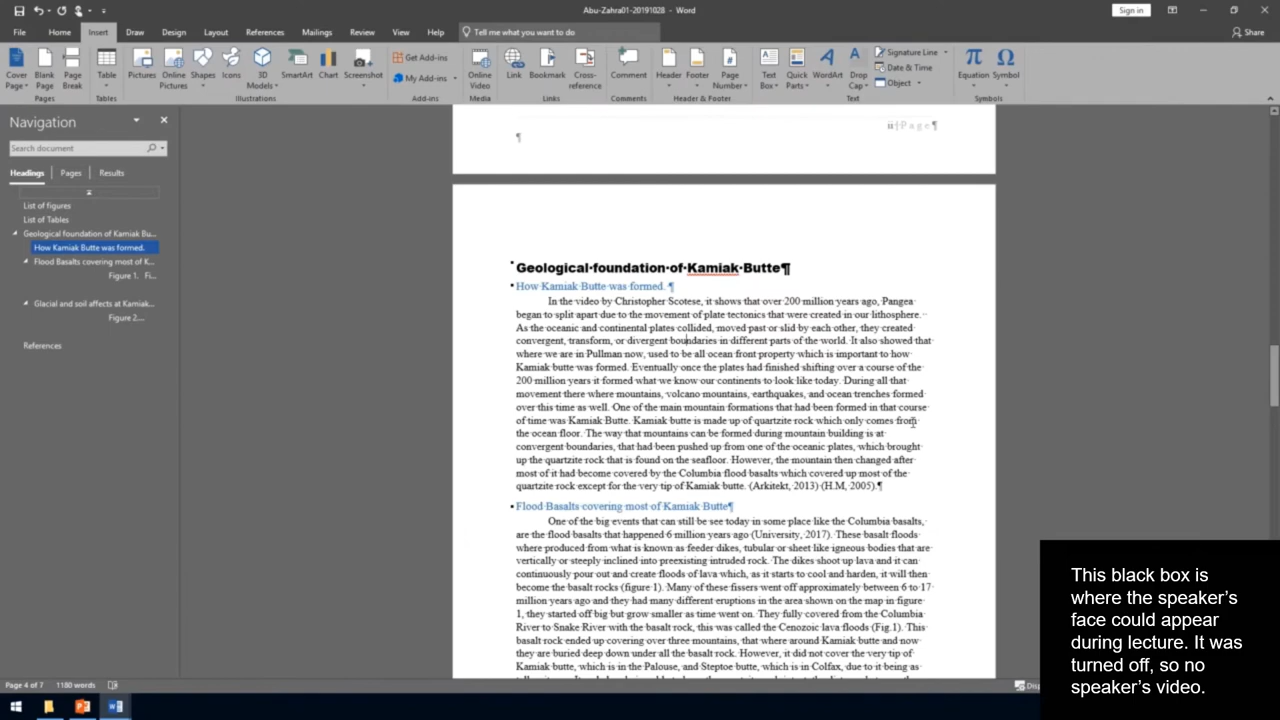 Abu-Zahra01-20191028 - Word
Sign in
File Home Insert Draw Design Layout References Mailings Review View Help Tell me what you want to do
Share
Cover Page Blank Page Page Break
Pages
Table
Tables
Pictures Online Pictures Shapes Icons 3D Models SmartArt Chart Screenshot
Illustrations
Get Add-ins
My Add-ins
Add-ins
Online Video
Media
Link Bookmark Cross-reference
Links
Comment
Comments
Header Footer Page Number
Header & Footer
Text Box Quick Parts WordArt Drop Cap
Signature Line
Date & Time
Object
Text
Equation Symbol
Symbols
Navigation
Search document
Headings Pages Results
List of figures
List of Tables
Geological foundation of Kamiak Bu...
How Kamiak Butte was formed.
Flood Basalts covering most of K...
Figure 1. Fi...
Glacial and soil affects at Kamiak...
Figure 2....
References
ii | P a g e ¶
¶
Geological·foundation·of·Kamiak·Butte¶
How·Kamiak·Butte·was·formed.·¶
In·the·video·by·Christopher·Scotese,·it·shows·that·over·200·million·years·ago,·Pangea·
began·to·split·apart·due·to·the·movement·of·plate·tectonics·that·were·created·in·our·lithosphere.··
As·the·oceanic·and·continental·plates·collided,·moved·past·or·slid·by·each·other,·they·created·
convergent,·transform,·or·divergent·boundaries·in·different·parts·of·the·world.·It·also·showed·that·
where·we·are·in·Pullman·now,·used·to·be·all·ocean·front·property·which·is·important·to·how·
Kamiak·butte·was·formed.·Eventually·once·the·plates·had·finished·shifting·over·a·course·of·the·
200·million·years·it·formed·what·we·know·our·continents·to·look·like·today.·During·all·that·
movement·there·where·mountains,·volcano·mountains,·earthquakes,·and·ocean·trenches·formed·
over·this·time·as·well.·One·of·the·main·mountain·formations·that·had·been·formed·in·that·course·
of·time·was·Kamiak·Butte.·Kamiak·butte·is·made·up·of·quartzite·rock·which·only·comes·from·
the·ocean·floor.·The·way·that·mountains·can·be·formed·during·mountain·building·is·at·
convergent·boundaries,·that·had·been·pushed·up·from·one·of·the·oceanic·plates,·which·brought·
up·the·quartzite·rock·that·is·found·on·the·seafloor.·However,·the·mountain·then·changed·after·
most·of·it·had·become·covered·by·the·Columbia·flood·basalts·which·covered·up·most·of·the·
quartzite·rock·except·for·the·very·tip·of·Kamiak·butte.·(Arkitekt,·2013)·(H.M,·2005).¶
Flood·Basalts·covering·most·of·Kamiak·Butte¶
One·of·the·big·events·that·can·still·be·see·today·in·some·place·like·the·Columbia·basalts,·
are·the·flood·basalts·that·happened·6·million·years·ago·(University,·2017).·These·basalt·floods·
where·produced·from·what·is·known·as·feeder·dikes,·tubular·or·sheet·like·igneous·bodies·that·are·
vertically·or·steeply·inclined·into·preexisting·intruded·rock.·The·dikes·shoot·up·lava·and·it·can·
continuously·pour·out·and·create·floods·of·lava·which,·as·it·starts·to·cool·and·harden,·it·will·then·
become·the·basalt·rocks·(figure·1).·Many·of·these·fissers·went·off·approximately·between·6·to·17·
million·years·ago·and·they·had·many·different·eruptions·in·the·area·shown·on·the·map·in·figure·
1,·they·started·off·big·but·grow·smaller·as·time·went·on.·They·fully·covered·from·the·Columbia·
River·to·Snake·River·with·the·basalt·rock,·this·was·called·the·Cenozoic·lava·floods·(Fig.1).·This·
basalt·rock·ended·up·covering·over·three·mountains,·that·where·around·Kamiak·butte·and·now·
they·are·buried·deep·down·under·all·the·basalt·rock.·However,·it·did·not·cover·the·very·tip·of·
Kamiak·butte,·which·is·in·the·Palouse,·and·Steptoe·butte,·which·is·in·Colfax,·due·to·it·being·as·
Page 4 of 7 1180 words
This black box is
where the speaker's
face could appear
during lecture. It was
turned off, so no
speaker's video.